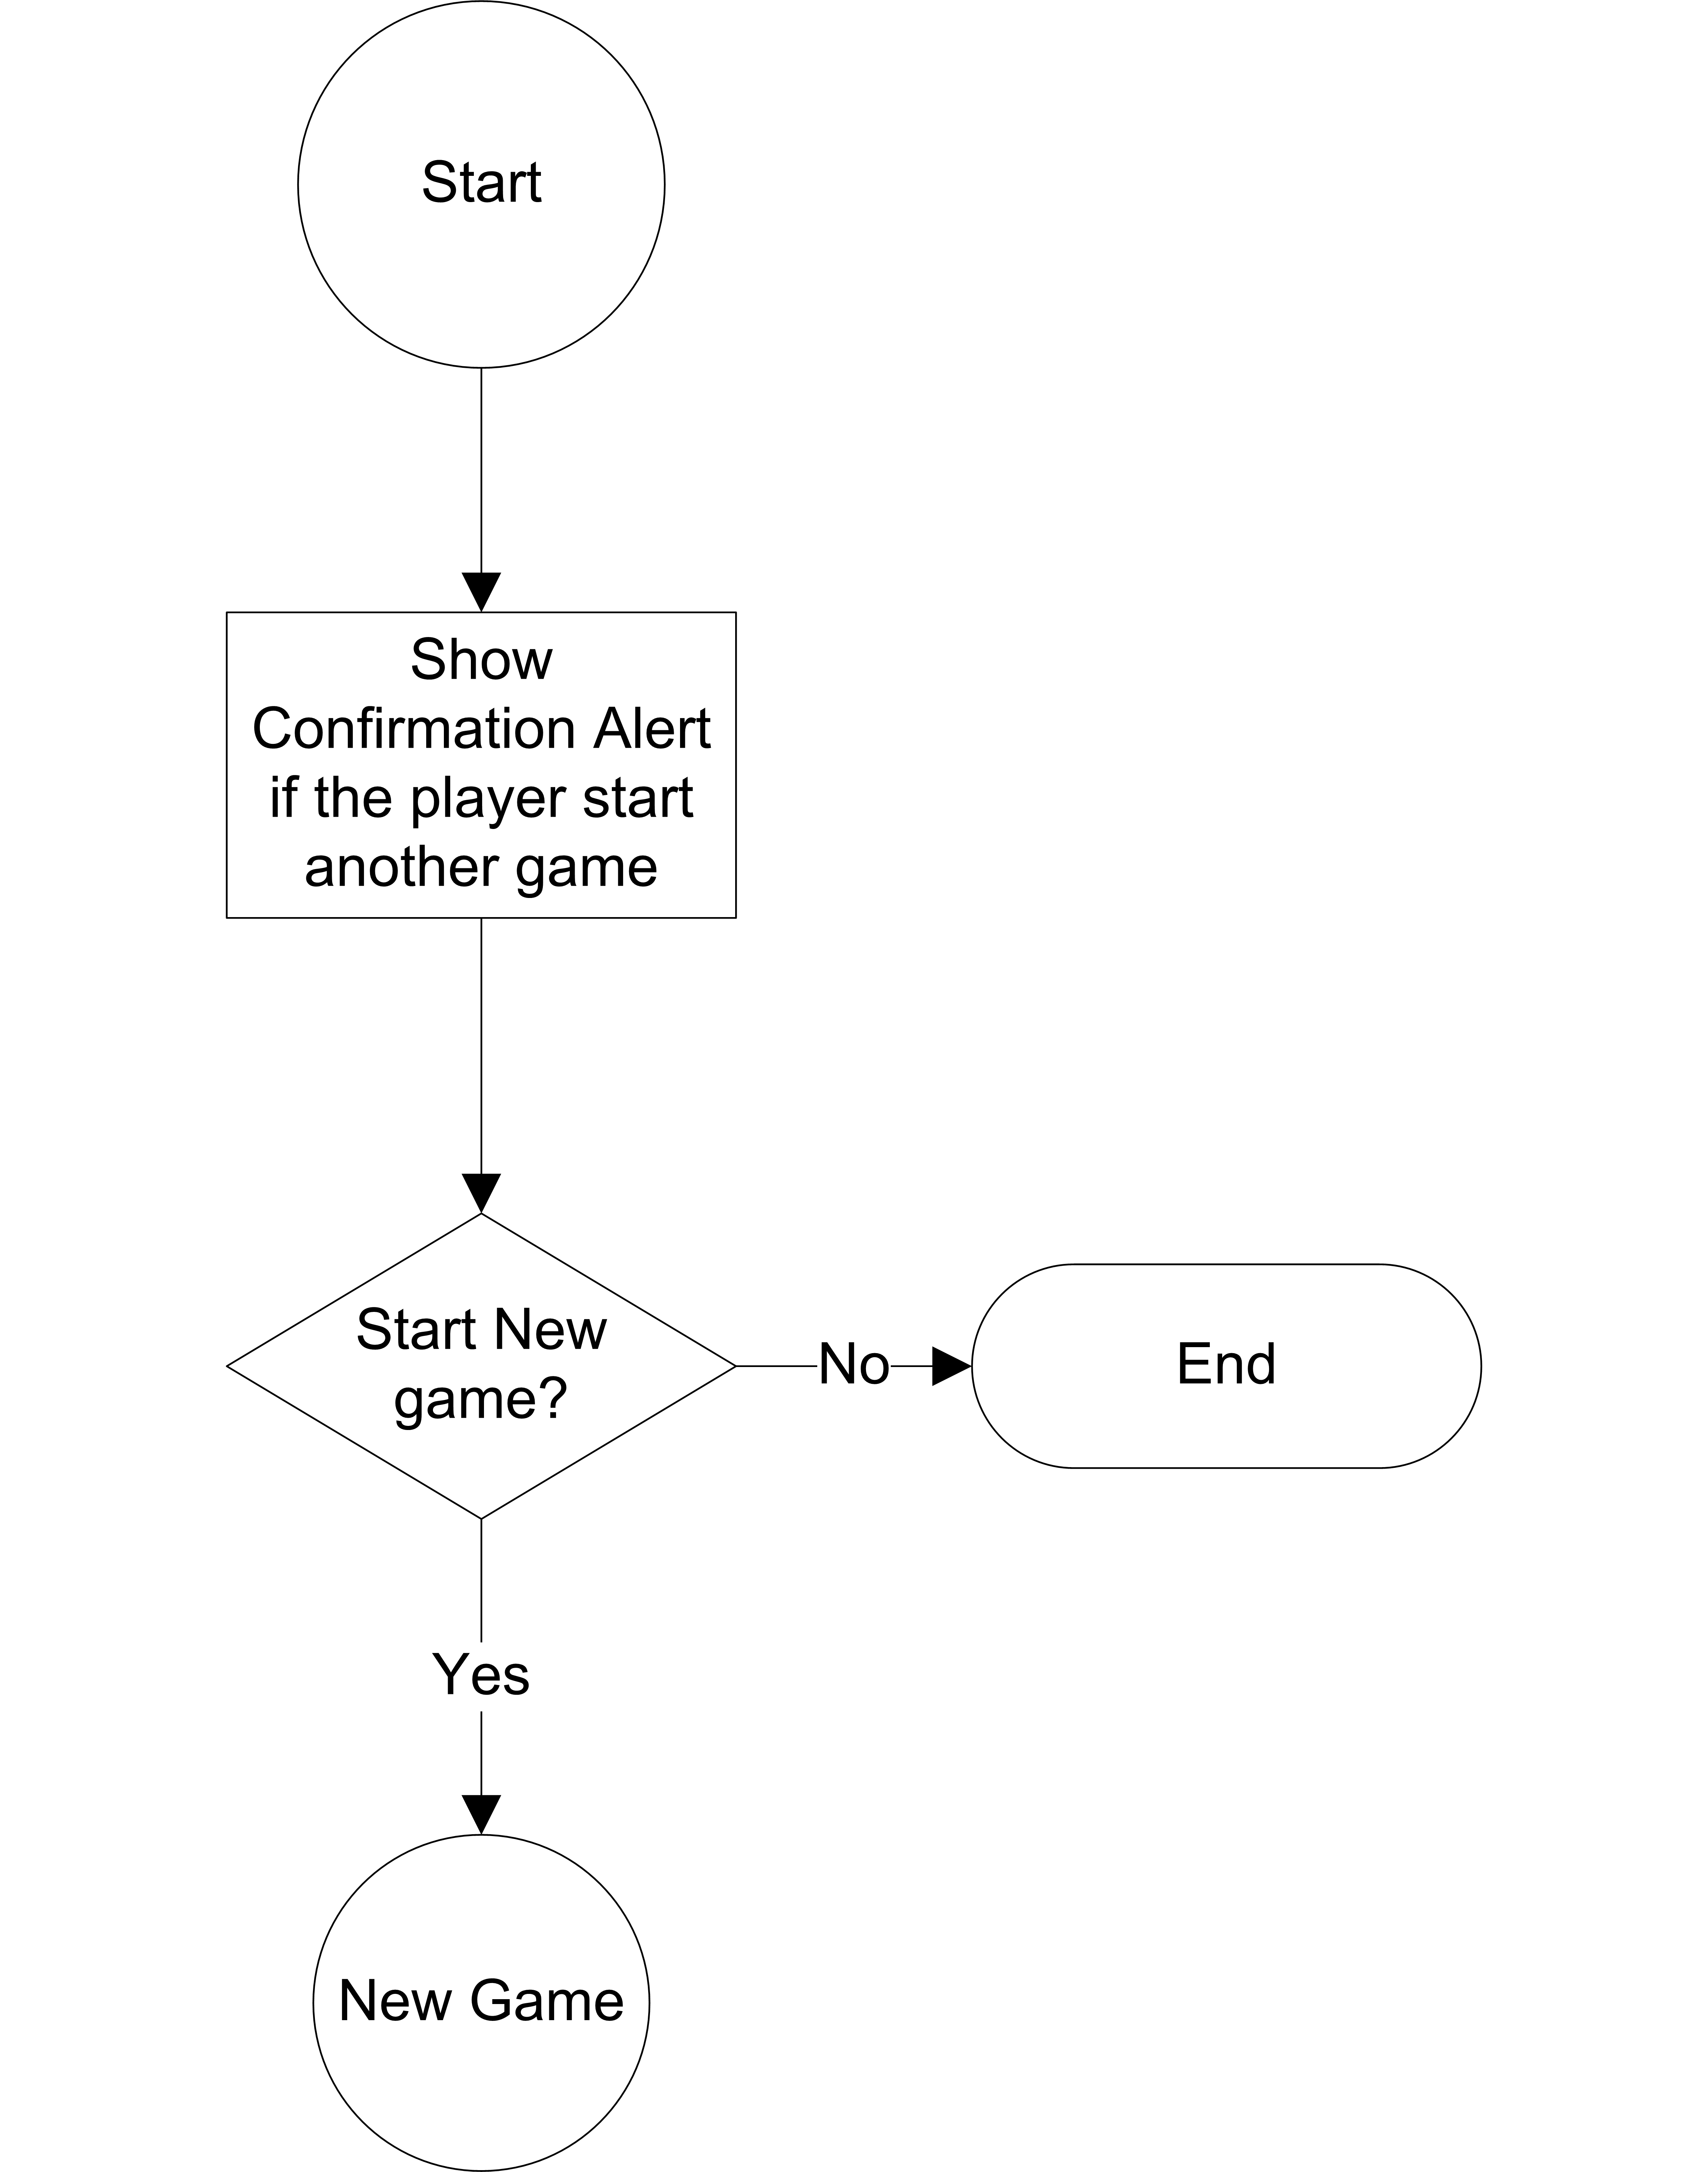 Start
Show
Confirmation Alert
if the player start
another game
Start New
game?
No
End
Yes
New Game